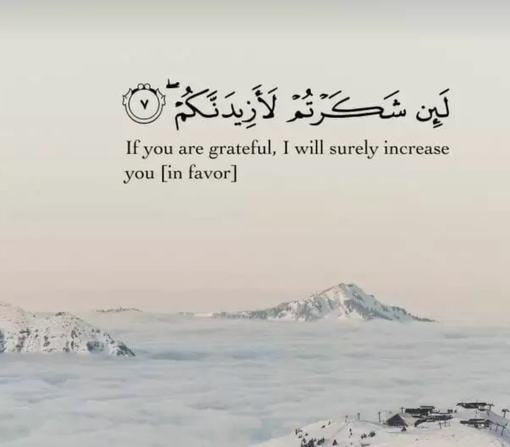 لَئِن شَكَرْتُمْ لَأَزِيدَنَّكُمْ ۖ ٧
If you are grateful, I will surely increase
you [in favor]